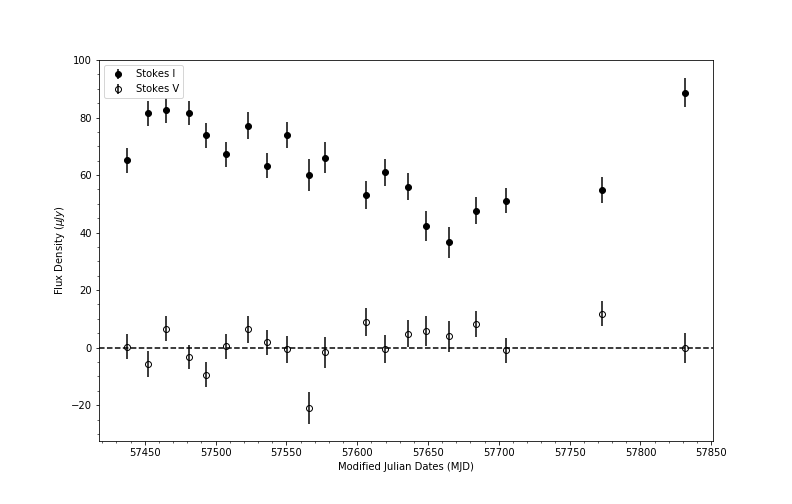 Stokes I
Stokes V
100
80
60
40
20
0
−20
Flux Density (μJy)
57450 57500 57550 57600 57650 57700 57750 57800 57850
Modified Julian Dates (MJD)